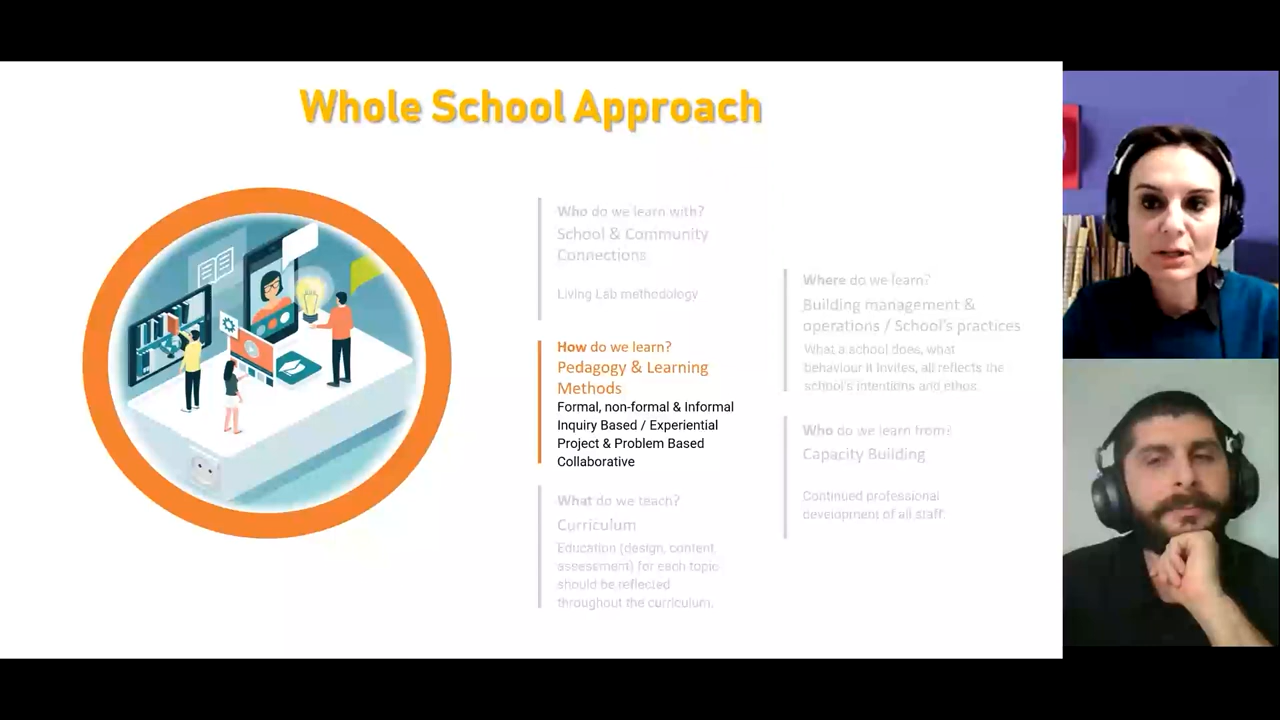 Whole School Approach
Who do we learn with?
School & Community
Connections
Living Lab methodology
How do we learn?
Pedagogy & Learning
Methods
Formal, non-formal & Informal
Inquiry Based / Experiential
Project & Problem Based
Collaborative
What do we teach?
Curriculum
Education (design, content
assessment) for each topic
should be reflected
throughout the curriculum.
Where do we learn?
Building management &
operations / School's practices
What a school does, what
behaviour it invites, all reflects the
school's intentions and ethos.
Who do we learn from?
Capacity Building
Continued professional
development of all staff.